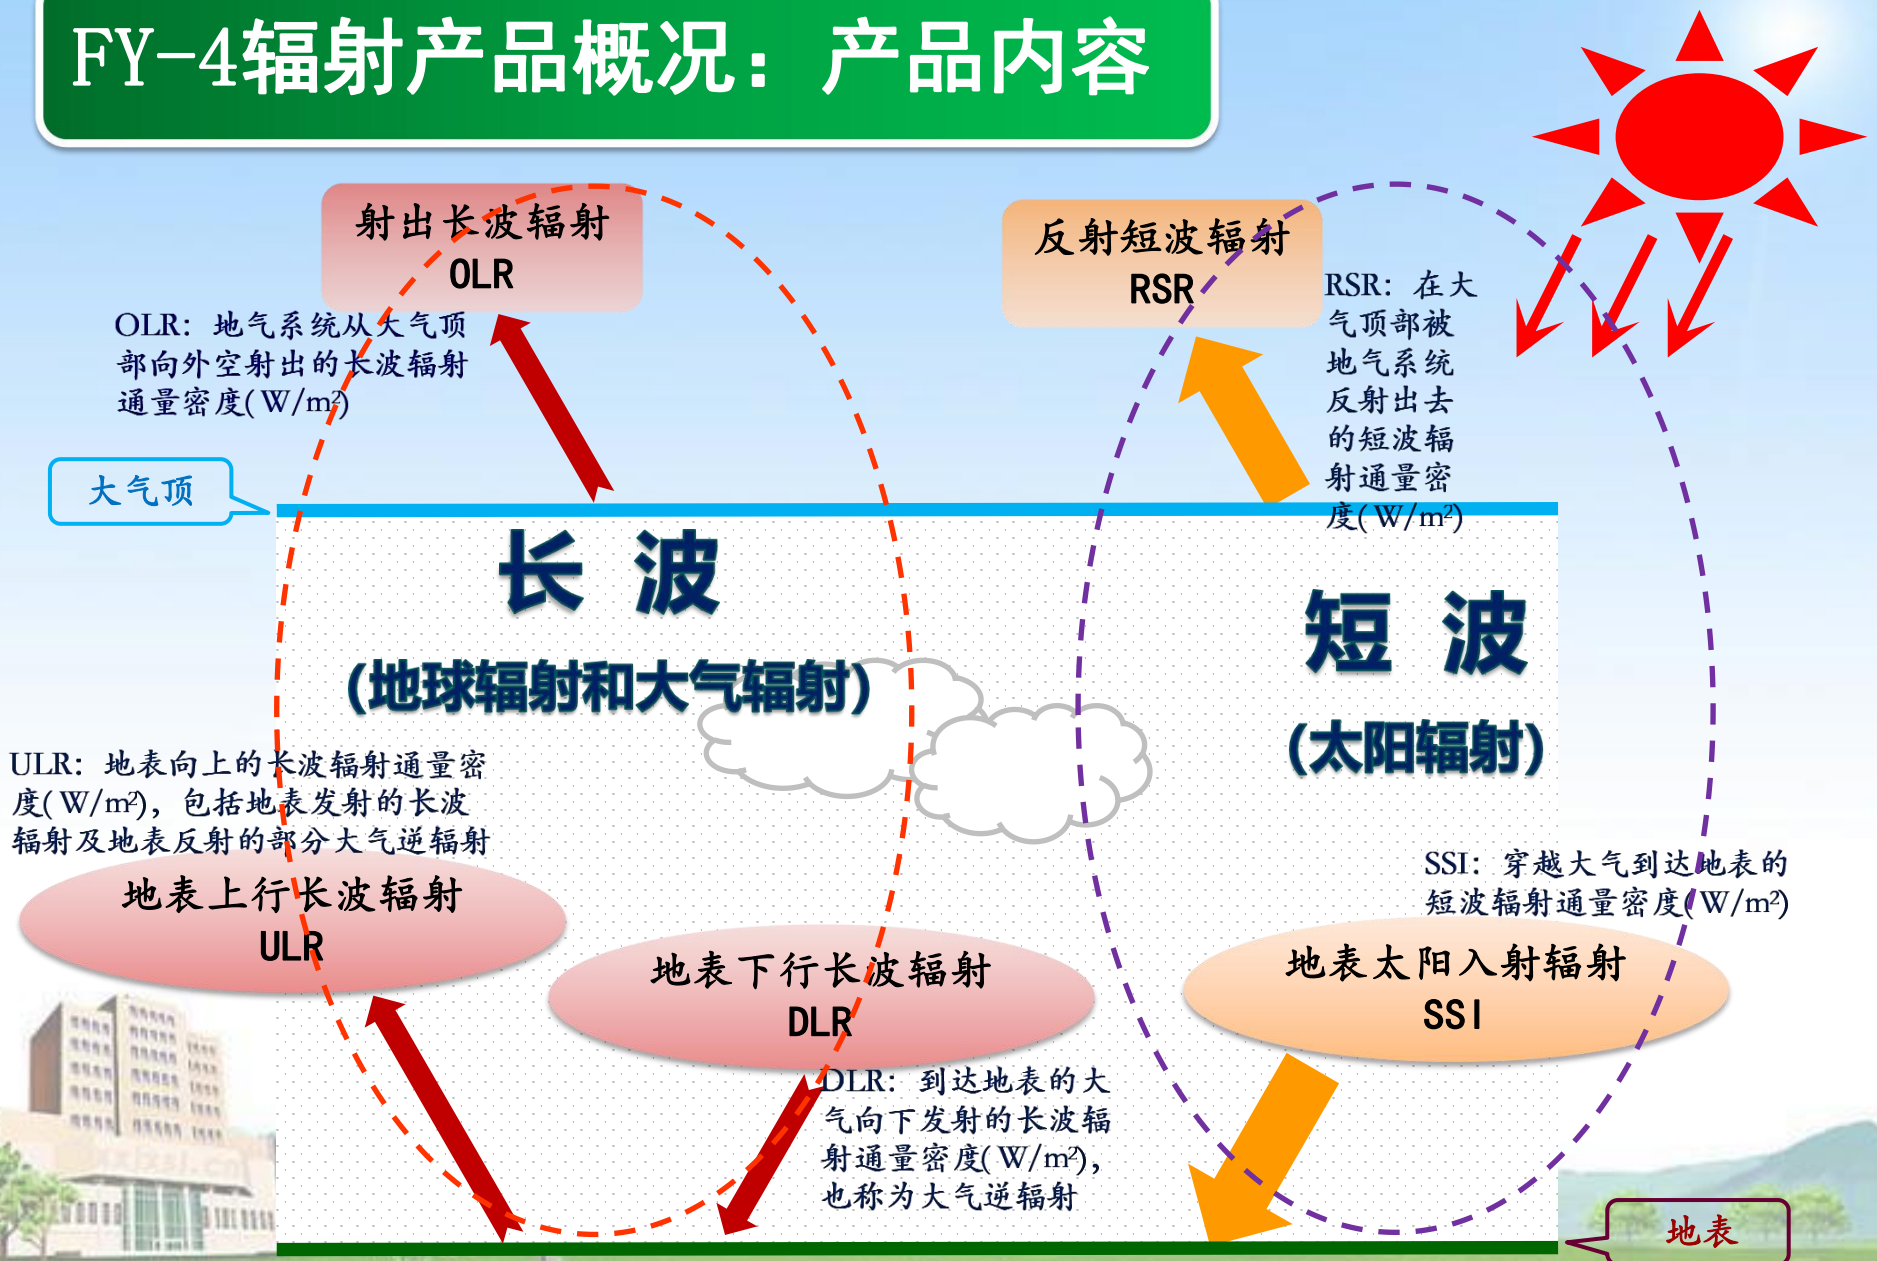 FY-4辐射产品概况：产品内容
射出长波辐射
OLR
OLR：地气系统从大气顶
部向外空射出的长波辐射
通量密度(W/m²)
反射短波辐射
RSR
RSR：在大
气顶部被
地气系统
反射出去
的短波辐
射通量密
度(W/m²)
大气顶
长 波
(地球辐射和大气辐射)
短 波
(太阳辐射)
ULR：地表向上的长波辐射通量密
度(W/m²)，包括地表发射的长波
辐射及地表反射的部分大气逆辐射
地表上行长波辐射
ULR
地表下行长波辐射
DLR
DLR：到达地表的大
气向下发射的长波辐
射通量密度(W/m²)，
也称为大气逆辐射
SSI：穿越大气到达地表的
短波辐射通量密度(W/m²)
地表太阳入射辐射
SSI
地表